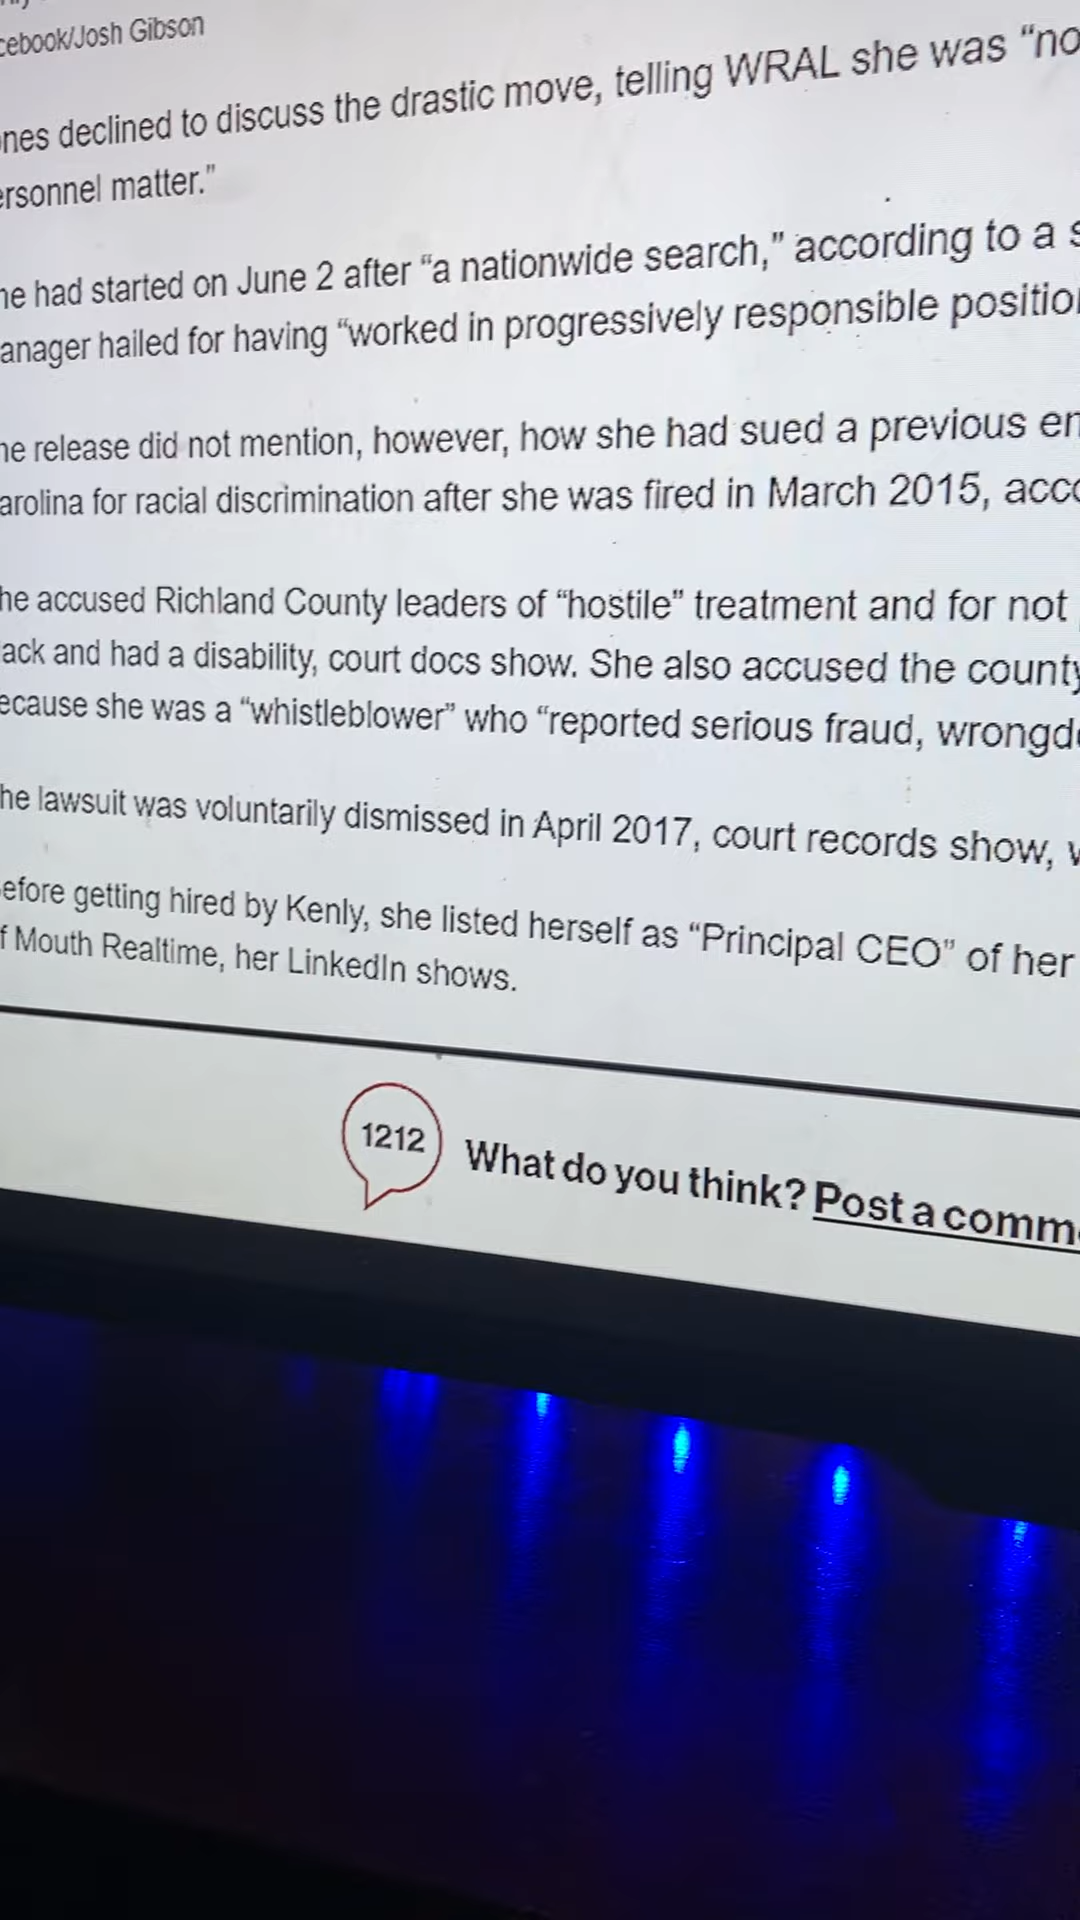 cebook/Josh Gibson
nes declined to discuss the drastic move, telling WRAL she was “no
ersonnel matter.”
he had started on June 2 after “a nationwide search,” according to a s
anager hailed for having “worked in progressively responsible positio
he release did not mention, however, how she had sued a previous em
arolina for racial discrimination after she was fired in March 2015, acco
he accused Richland County leaders of “hostile” treatment and for not
ack and had a disability, court docs show. She also accused the county
ecause she was a “whistleblower” who “reported serious fraud, wrongdo
he lawsuit was voluntarily dismissed in April 2017, court records show,
efore getting hired by Kenly, she listed herself as “Principal CEO” of her
f Mouth Realtime, her LinkedIn shows.
1212
What do you think? Post a comme